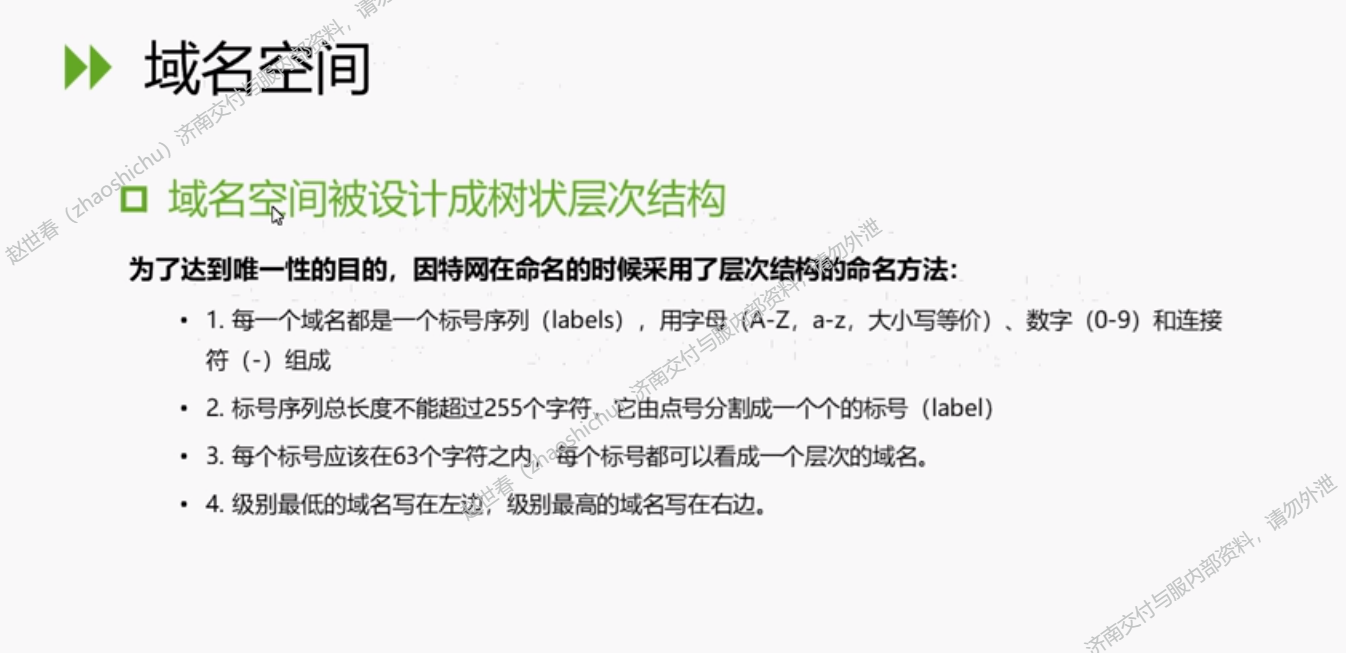 域名空间
域名空间被设计成树状层次结构
为了达到唯一性的目的，因特网在命名的时候采用了层次结构的命名方法：
• 1. 每一个域名都是一个标号序列（labels），用字母（A-Z，a-z，大小写等价）、数字（0-9）和连接
符（-）组成
• 2. 标号序列总长度不能超过255个字符，它由点号分割成一个个的标号（label）
• 3. 每个标号应该在63个字符之内，每个标号都可以看成一个层次的域名。
• 4. 级别最低的域名写在左边，级别最高的域名写在右边。
赵世春（zhaoshichu）济南交付与服内部资料，请勿
赵世春（zhaoshichu）济南交付与服内部资料，请勿外泄
济南交付与服内部资料，请勿外泄